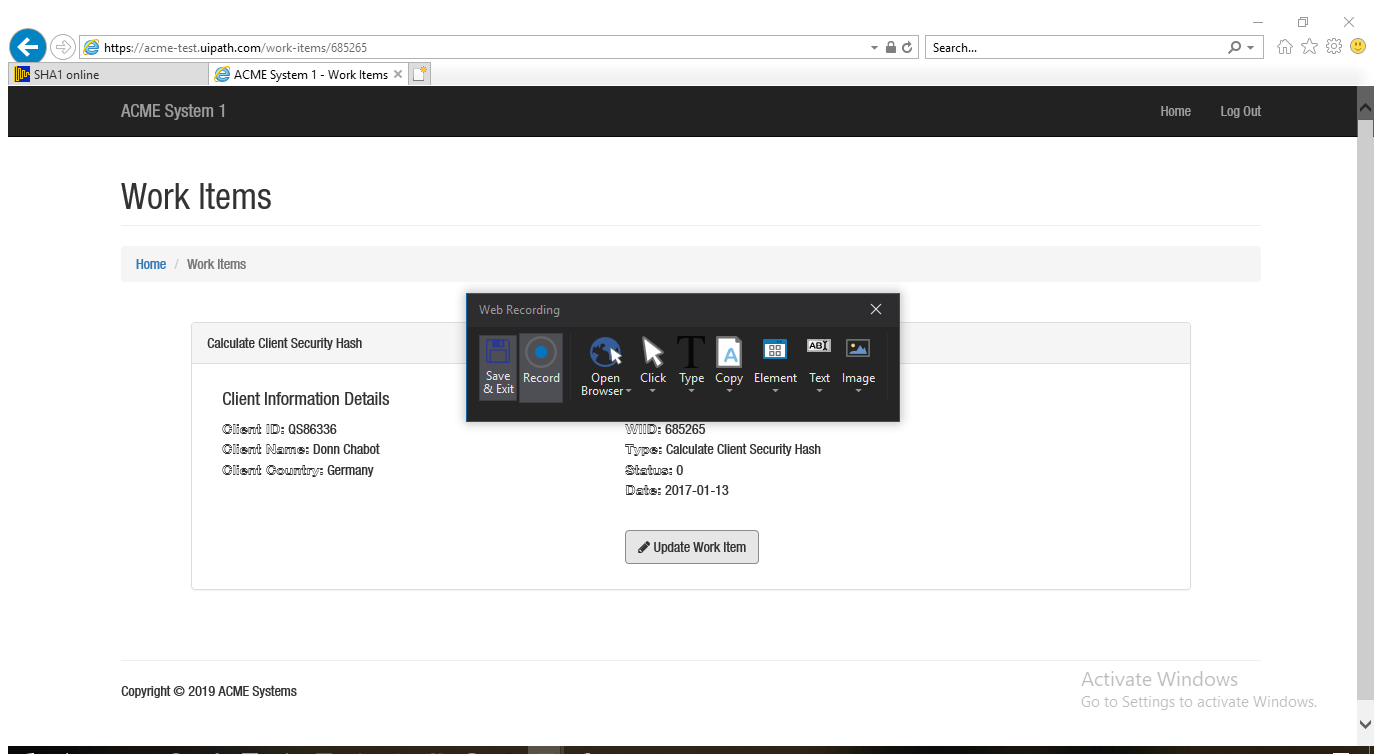 https://acme-test.uipath.com/work-items/685265
Search...
SHA1 online
ACME System 1 - Work Items
ACME System 1
Home
Log Out
Work Items
Home / Work Items
Web Recording
Calculate Client Security Hash
Save & Exit
Record
Open Browser
Click
Type
Copy
Element
Text
Image
ABI
A
T
Client Information Details
Client ID: QS86336
Client Name: Donn Chabot
Client Country: Germany
WIID: 685265
Type: Calculate Client Security Hash
Status: 0
Date: 2017-01-13
Update Work Item
Copyright © 2019 ACME Systems
Activate Windows
Go to Settings to activate Windows.